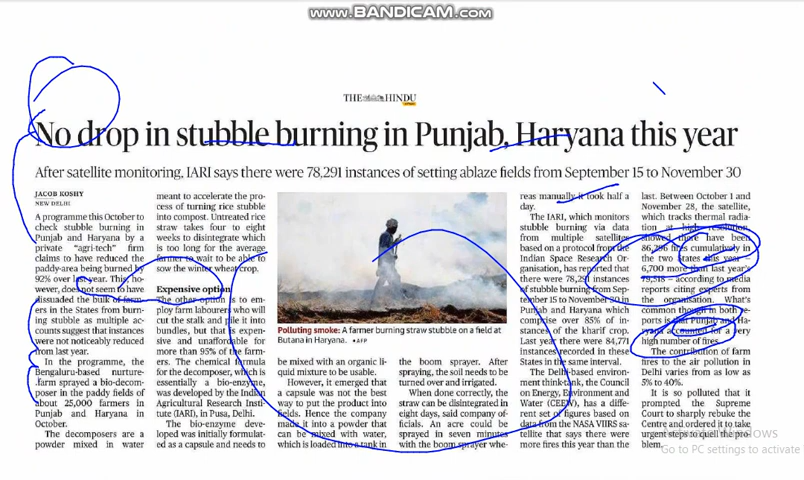 www.BANDICAM.com
THE HINDU
No drop in stubble burning in Punjab, Haryana this year
After satellite monitoring, IARI says there were 78,291 instances of setting ablaze fields from September 15 to November 30
JACOB KOSHY
NEW DELHI
A programme this October to
check stubble burning in
Punjab and Haryana by a
private “agri-tech” firm
claims to have reduced the
paddy-area being burned by
92% over last year. This, ho-
wever, does not seem to have
dissuaded the bulk of farm-
ers in the States from burn-
ing stubble as multiple ac-
counts suggest that instances
were not noticeably reduced
from last year.
In the programme, the
Bengaluru-based nurture-
.farm sprayed a bio-decom-
poser in the paddy fields of
about 25,000 farmers in
Punjab and Haryana in
October.
The decomposers are a
powder mixed in water
meant to accelerate the pro-
cess of turning rice stubble
into compost. Untreated rice
straw takes four to eight
weeks to disintegrate which
is too long for the average
farmer to wait to be able to
sow the winter wheat crop.
Expensive option
The other option is to em-
ploy farm labourers who will
cut the stalk and pile it into
bundles, but that is expen-
sive and unaffordable for
more than 95% of the farm-
ers. The chemical formula
for the decomposer, which is
essentially a bio-enzyme,
was developed by the Indian
Agricultural Research Insti-
tute (IARI), in Pusa, Delhi.
The bio-enzyme deve-
loped was initially formulat-
ed as a capsule and needs to
Polluting smoke: A farmer burning straw stubble on a field at
Butana in Haryana. AFP
be mixed with an organic li-
quid mixture to be usable.
However, it emerged that
a capsule was not the best
way to put the product into
fields. Hence the company
made it into a powder that
can be mixed with water,
which is loaded into a tank in
the boom sprayer. After
spraying, the soil needs to be
turned over and irrigated.
When done correctly, the
straw can be disintegrated in
eight days, said company of-
ficials. An acre could be
sprayed in seven minutes
with the boom sprayer whe-
reas manually it took half a
day.
The IARI, which monitors
stubble burning via data
from multiple satellites
based on a protocol from the
Indian Space Research Or-
ganisation, has reported that
there were 78,291 instances
of stubble burning from Sep-
tember 15 to November 30 in
Punjab and Haryana which
comprise over 85% of in-
stances of the kharif crop.
Last year there were 84,771
instances recorded in these
States in the same interval.
The Delhi-based environ-
ment think-tank, the Council
on Energy, Environment and
Water (CEEW), has a differ-
ent set of figures based on
data from the NASA VIIRS sa-
tellite that says there were
more fires this year than the
last. Between October 1 and
November 28, the satellite,
which tracks thermal radia-
tion at high resolution
showed there have been
86,296 fires cumulatively in
the two States this year –
6,700 more than last year’s
79,518 – according to media
reports citing experts from
the organisation. What’s
common though in both re-
ports is that Punjab and Ha-
ryana accounted for a very
high number of fires.
The contribution of farm
fires to the air pollution in
Delhi varies from as low as
5% to 40%.
It is so polluted that it
prompted the Supreme
Court to sharply rebuke the
Centre and ordered it to take
urgent steps to quell the pro-
blem.
Go to PC settings to activate